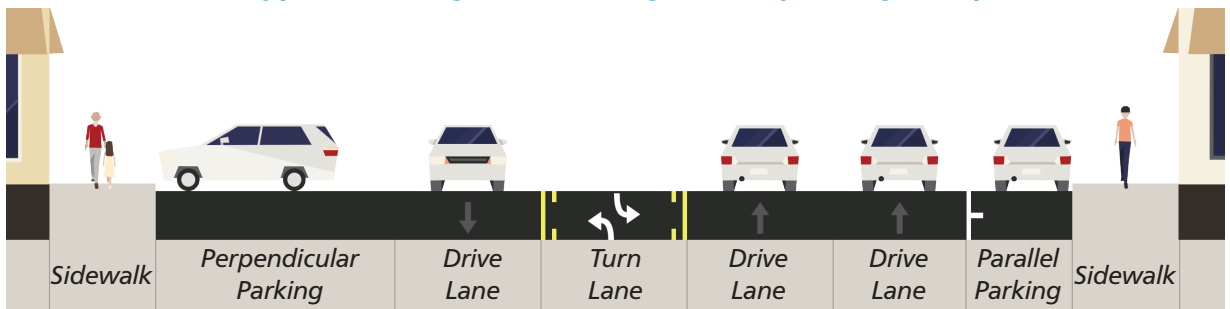 Sidewalk
Perpendicular
Parking
Drive
Lane
Turn
Lane
Drive
Lane
Drive
Lane
Parallel
Parking
Sidewalk